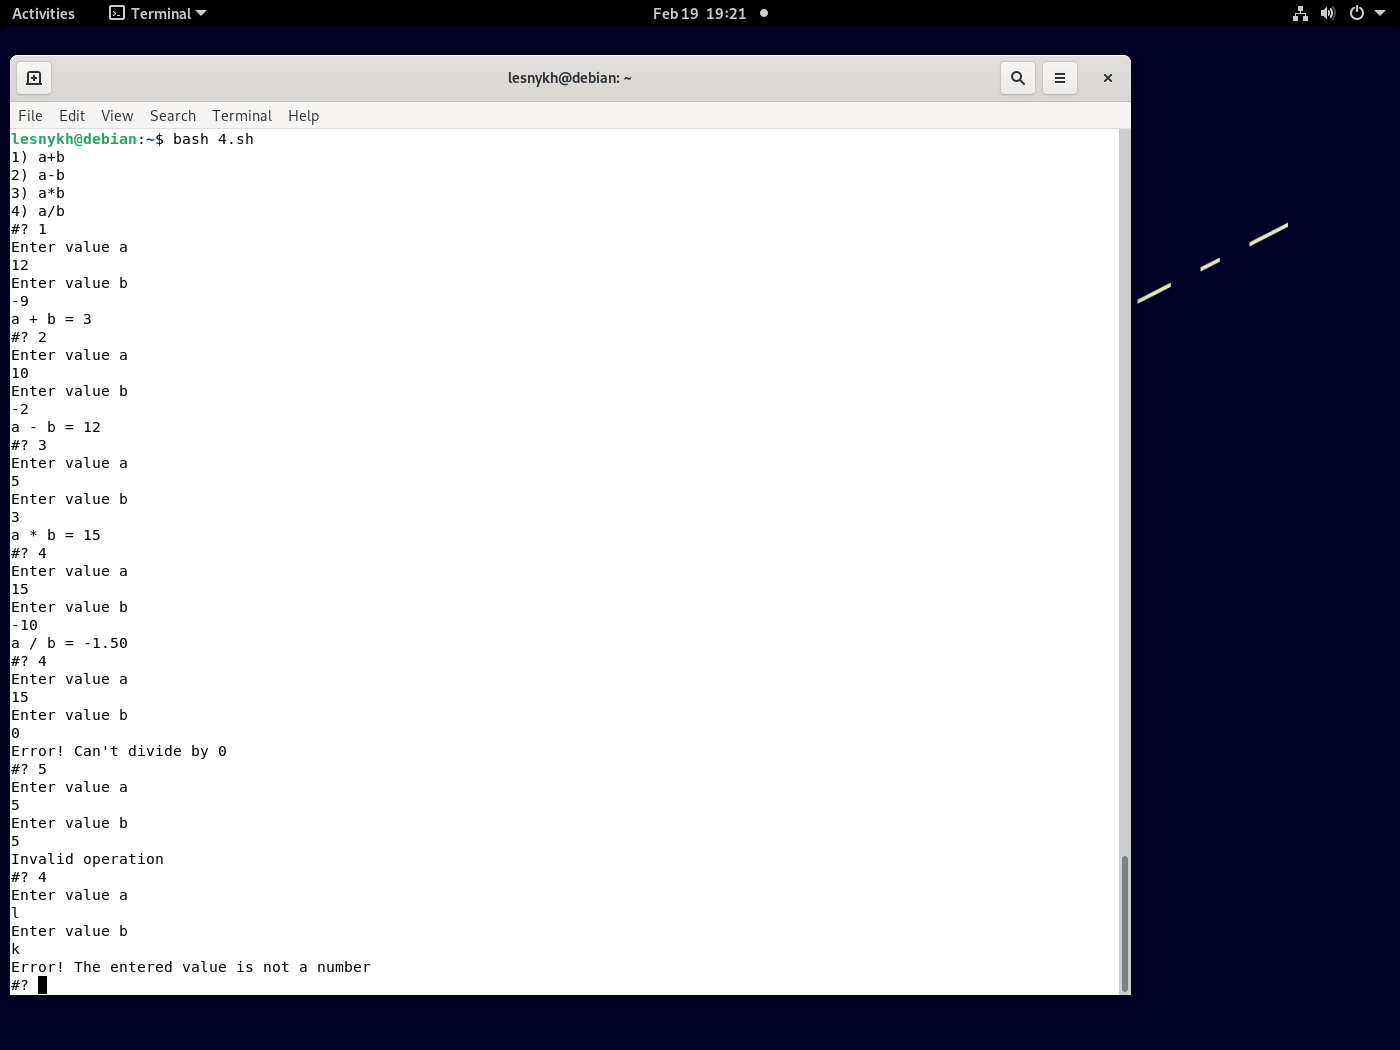 Activities Terminal Feb 19 19:21
lesnykh@debian: ~
File Edit View Search Terminal Help
lesnykh@debian:~$ bash 4.sh
1) a+b
2) a-b
3) a*b
4) a/b
#? 1
Enter value a
12
Enter value b
-9
a + b = 3
#? 2
Enter value a
10
Enter value b
-2
a - b = 12
#? 3
Enter value a
5
Enter value b
3
a * b = 15
#? 4
Enter value a
15
Enter value b
-10
a / b = -1.50
#? 4
Enter value a
15
Enter value b
0
Error! Can't divide by 0
#? 5
Enter value a
5
Enter value b
5
Invalid operation
#? 4
Enter value a
l
Enter value b
k
Error! The entered value is not a number
#?